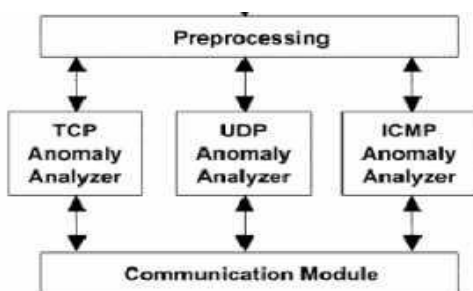 Preprocessing
TCP
Anomaly
Analyzer
UDP
Anomaly
Analyzer
ICMP
Anomaly
Analyzer
Communication Module